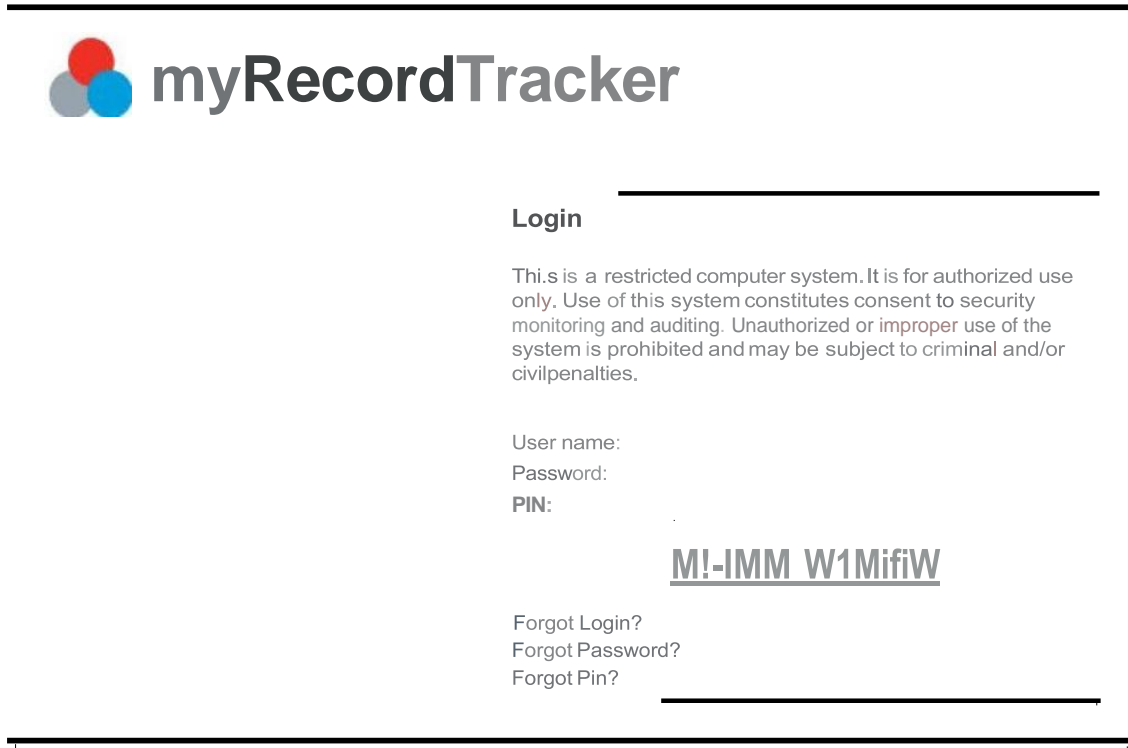 myRecordTracker
Login
Thi.s is a restricted computer system. It is for authorized use
only. Use of this system constitutes consent to security
monitoring and auditing. Unauthorized or improper use of the
system is prohibited and may be subject to criminal and/or
civilpenalties.
User name:
Password:
PIN:
M!-IMM W1MifiW
Forgot Login?
Forgot Password?
Forgot Pin?